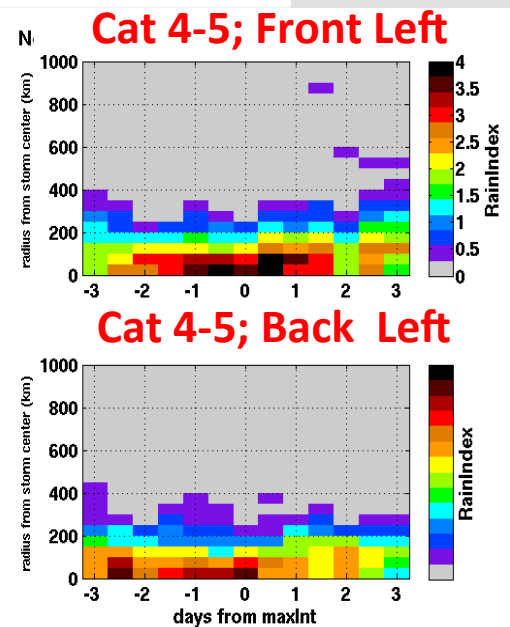 Cat 4-5; Front Left
1000
800
600
400
200
0
radius from storm center (km)
-3 -2 -1 0 1 2 3
4
3.5
3
2.5
2
1.5
1
0.5
0
RainIndex
Cat 4-5; Back Left
1000
800
600
400
200
0
radius from storm center (km)
-3 -2 -1 0 1 2 3
days from maxInt
RainIndex